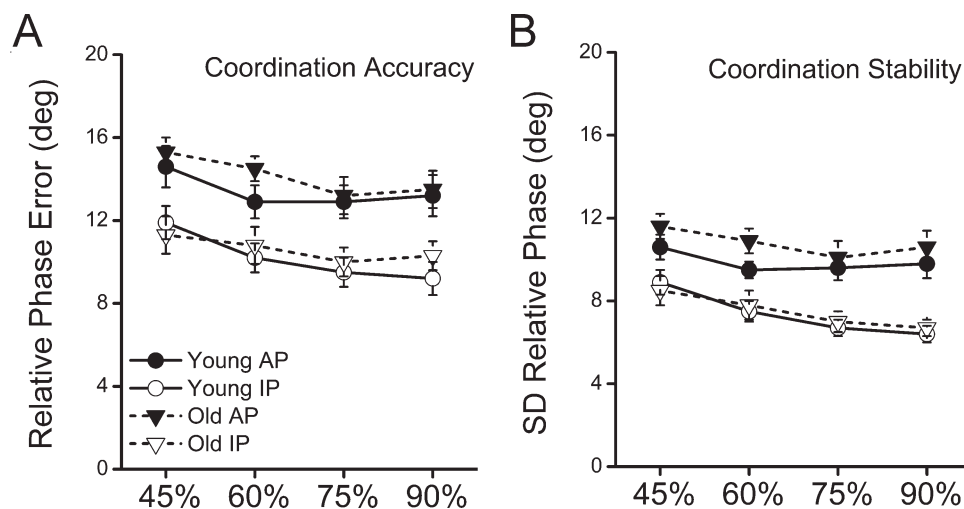 A
Relative Phase Error (deg)
Coordination Accuracy
20
16
12
8
4
0
Young AP
Young IP
Old AP
Old IP
45% 60% 75% 90%
B
SD Relative Phase (deg)
Coordination Stability
20
16
12
8
4
0
45% 60% 75% 90%